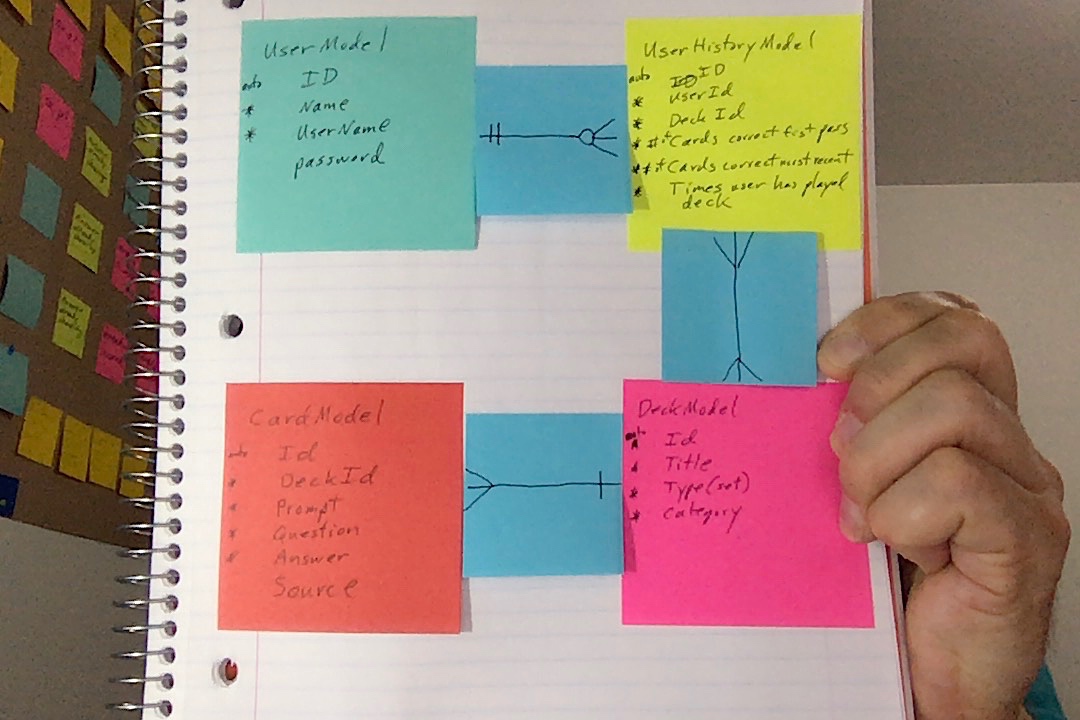 UserModel
auto ID
* Name
* UserName
password
UserHistoryModel
auto ID
* UserId
* Deck Id
* # Cards correct first pass
* # Cards correct most recent
* Times user has played
deck
CardModel
auto Id
* DeckId
* Prompt
* Question
* Answer
Source
DeckModel
auto Id
* Title
* Type(set)
* Category